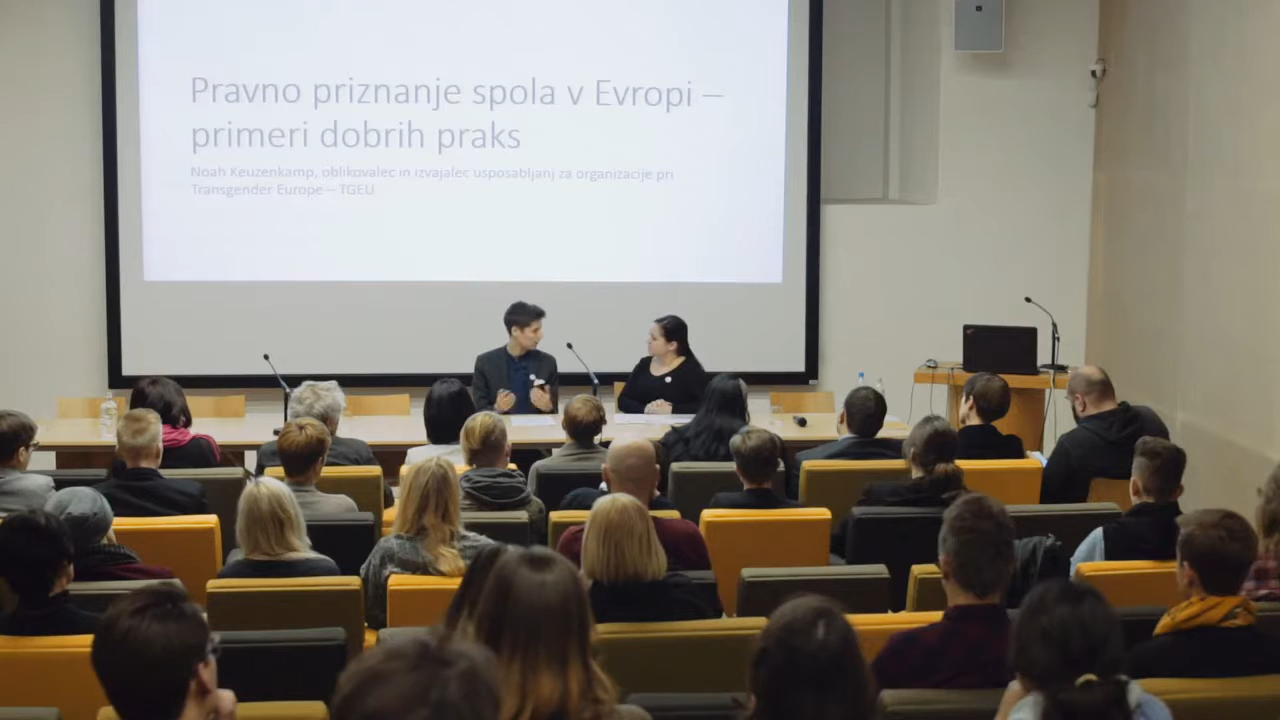 Pravno priznanje spola v Evropi –
primeri dobrih praks
Noah Keuzenkamp, oblikovalec in izvajalec usposabljanj za organizacije pri
Transgender Europe – TGEU